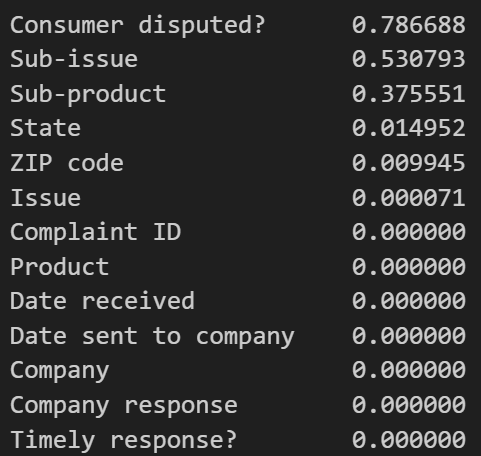 Consumer disputed? 0.786688
Sub-issue 0.530793
Sub-product 0.375551
State 0.014952
ZIP code 0.009945
Issue 0.000071
Complaint ID 0.000000
Product 0.000000
Date received 0.000000
Date sent to company 0.000000
Company 0.000000
Company response 0.000000
Timely response? 0.000000